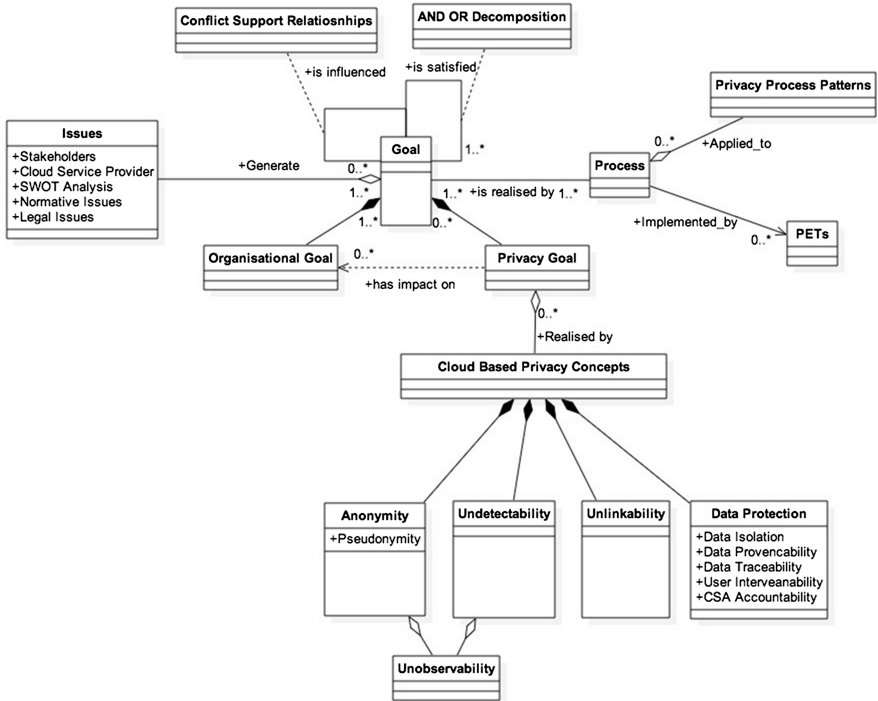 Conflict Support Relatiosnhips
AND OR Decomposition
+is influenced
+is satisfied
Privacy Process Patterns
Issues
+Stakeholders
+Cloud Service Provider
+SWOT Analysis
+Normative Issues
+Legal Issues
+Generate
0..*
1..*
Goal
1..*
1..*
+is realised by
1..*
Process
0..*
+Applied_to
+Implemented_by
0..*
PETs
1..*
0..*
Organisational Goal
0..*
+has impact on
Privacy Goal
0..*
+Realised by
Cloud Based Privacy Concepts
Anonymity
+Pseudonymity
Undetectability
Unlinkability
Data Protection
+Data Isolation
+Data Provencability
+Data Traceability
+User Interveanability
+CSA Accountability
Unobservability